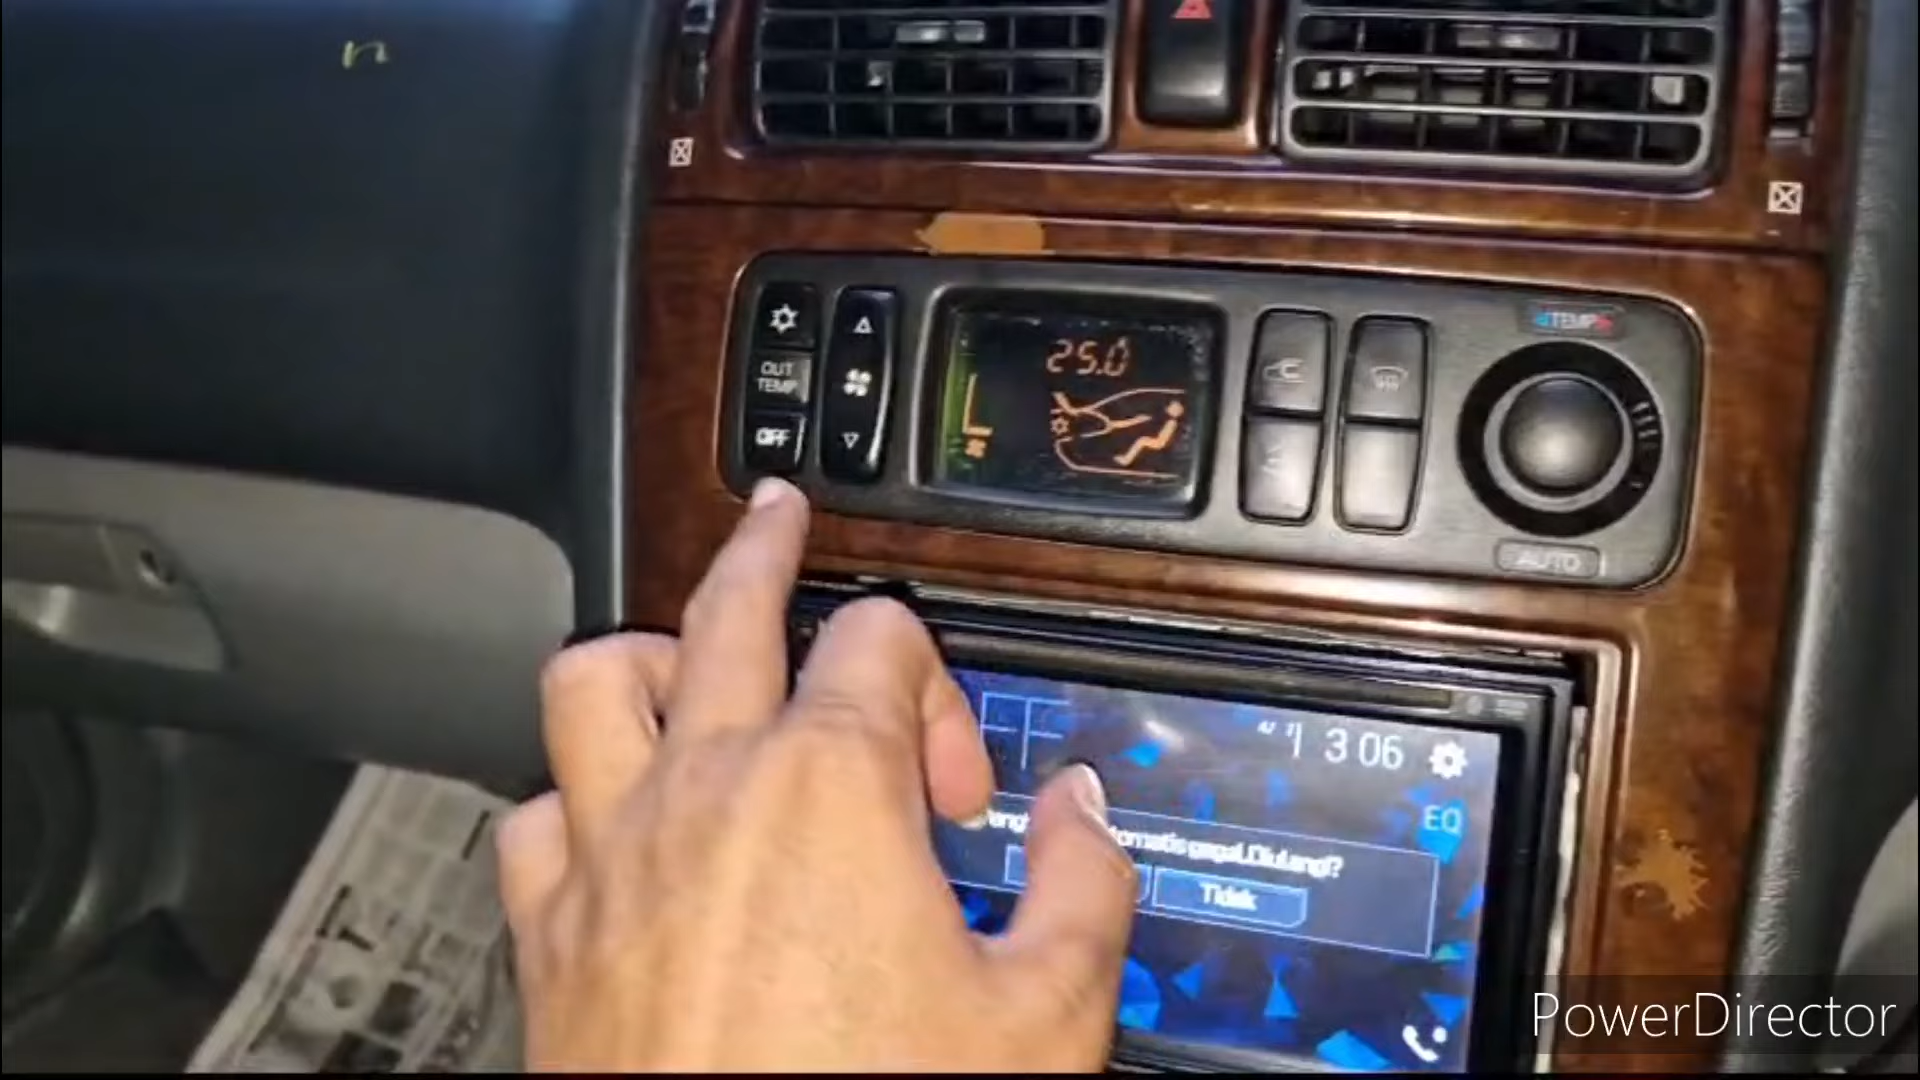 OUT
TEMP
OFF
25.0
TEMP
AUTO
3 06
EQ
Tidak
PowerDirector